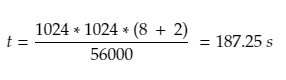 t = 1024 * 1024 * (8 + 2) / 56000 = 187.25 s